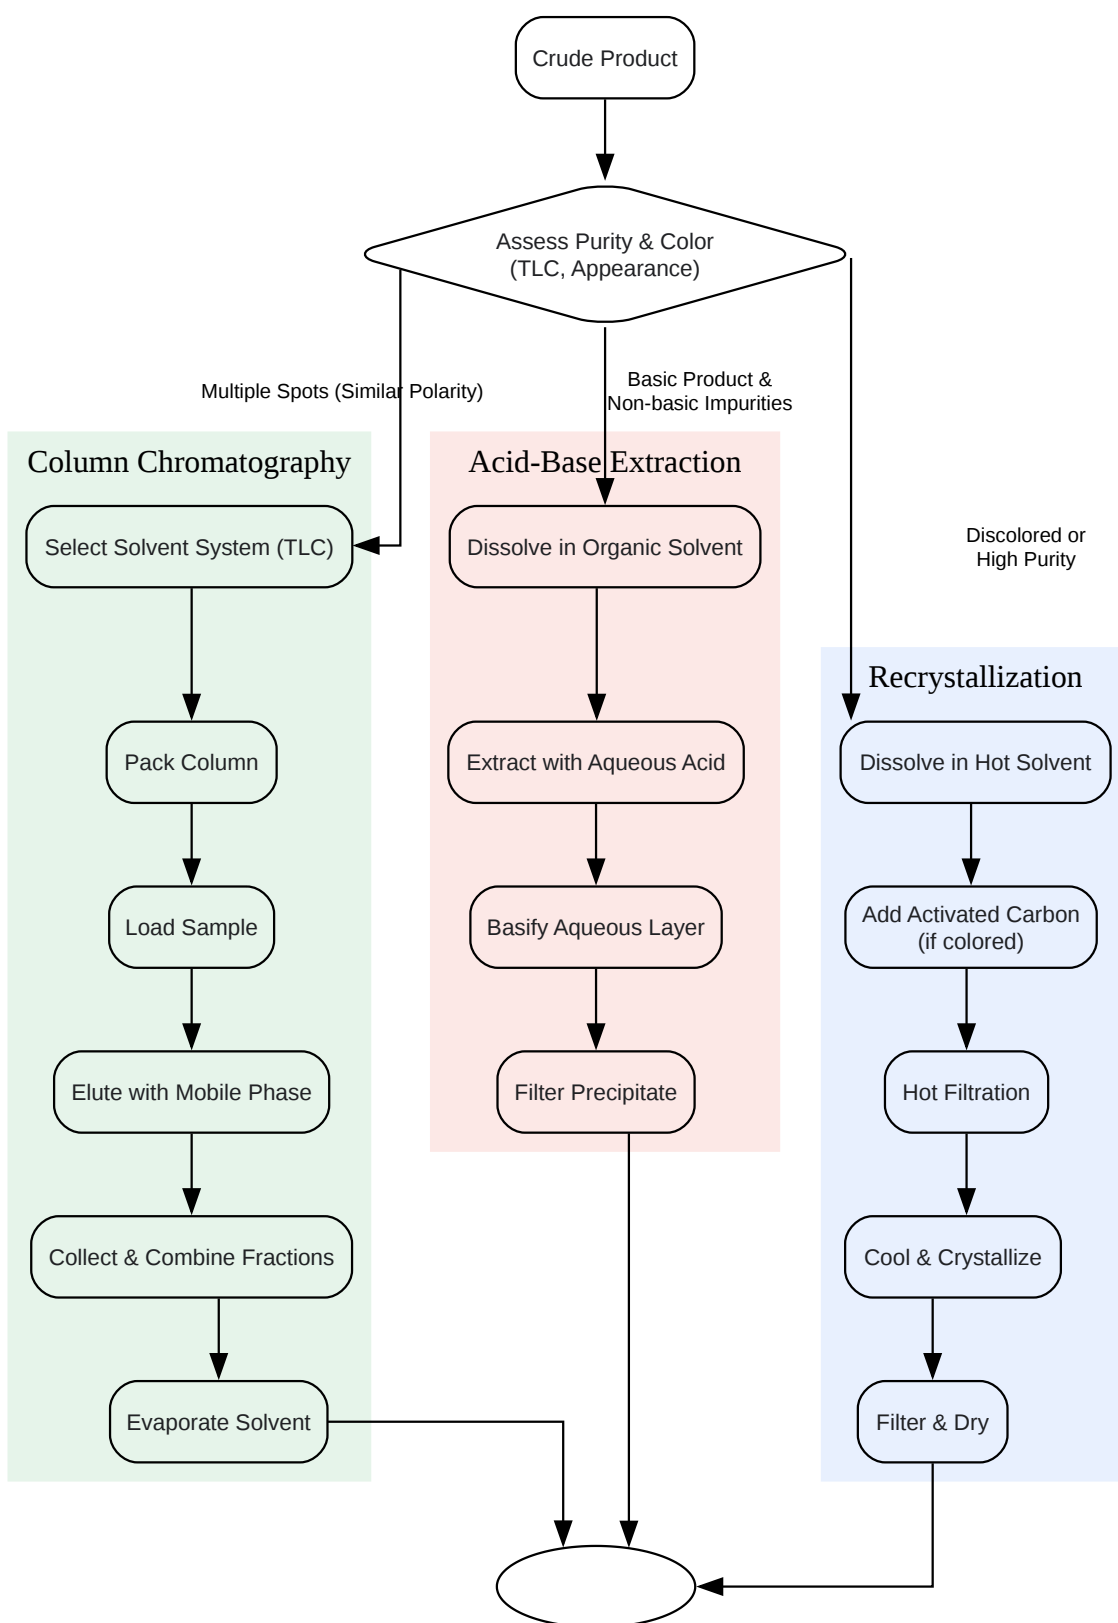 Crude Product
Assess Purity & Color
(TLC, Appearance)
Multiple Spots (Similar Polarity)
Basic Product &
Non-basic Impurities
Discolored or
High Purity
Column Chromatography
Select Solvent System (TLC)
Pack Column
Load Sample
Elute with Mobile Phase
Collect & Combine Fractions
Evaporate Solvent
Acid-Base Extraction
Dissolve in Organic Solvent
Extract with Aqueous Acid
Basify Aqueous Layer
Filter Precipitate
Recrystallization
Dissolve in Hot Solvent
Add Activated Carbon
(if colored)
Hot Filtration
Cool & Crystallize
Filter & Dry